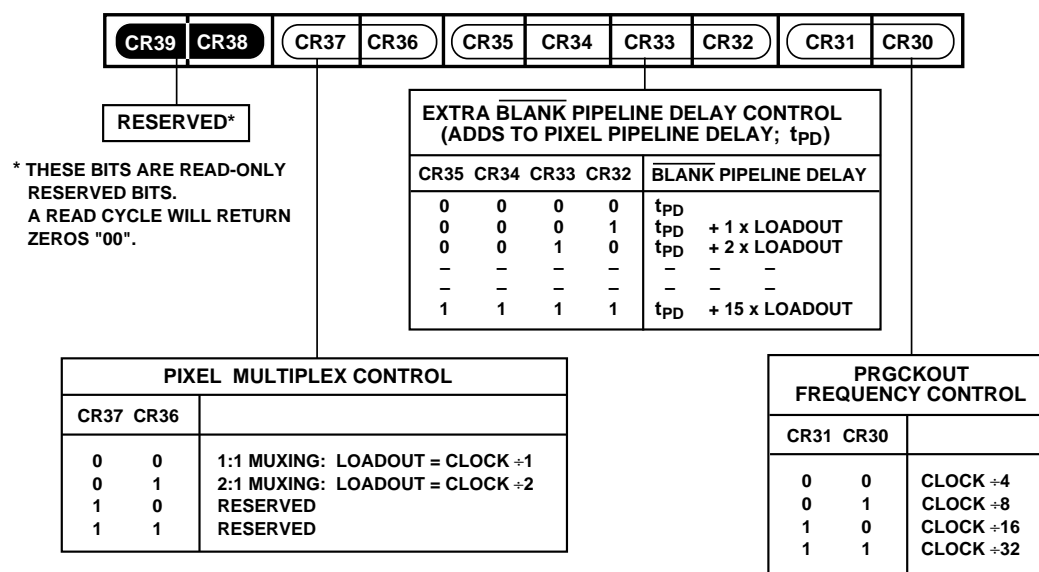 CR39 CR38 CR37 CR36 CR35 CR34 CR33 CR32 CR31 CR30
RESERVED*
* THESE BITS ARE READ-ONLY
RESERVED BITS.
A READ CYCLE WILL RETURN
ZEROS "00".
EXTRA BLANK PIPELINE DELAY CONTROL
(ADDS TO PIXEL PIPELINE DELAY; tPD)
CR35 CR34 CR33 CR32 BLANK PIPELINE DELAY
0 0 0 0 tPD
0 0 0 1 tPD + 1 x LOADOUT
0 0 1 0 tPD + 2 x LOADOUT
– – – – – – –
– – – – – – –
1 1 1 1 tPD + 15 x LOADOUT
PIXEL MULTIPLEX CONTROL
CR37 CR36
0 0 1:1 MUXING: LOADOUT = CLOCK ÷1
0 1 2:1 MUXING: LOADOUT = CLOCK ÷2
1 0 RESERVED
1 1 RESERVED
PRGCKOUT
FREQUENCY CONTROL
CR31 CR30
0 0 CLOCK ÷4
0 1 CLOCK ÷8
1 0 CLOCK ÷16
1 1 CLOCK ÷32